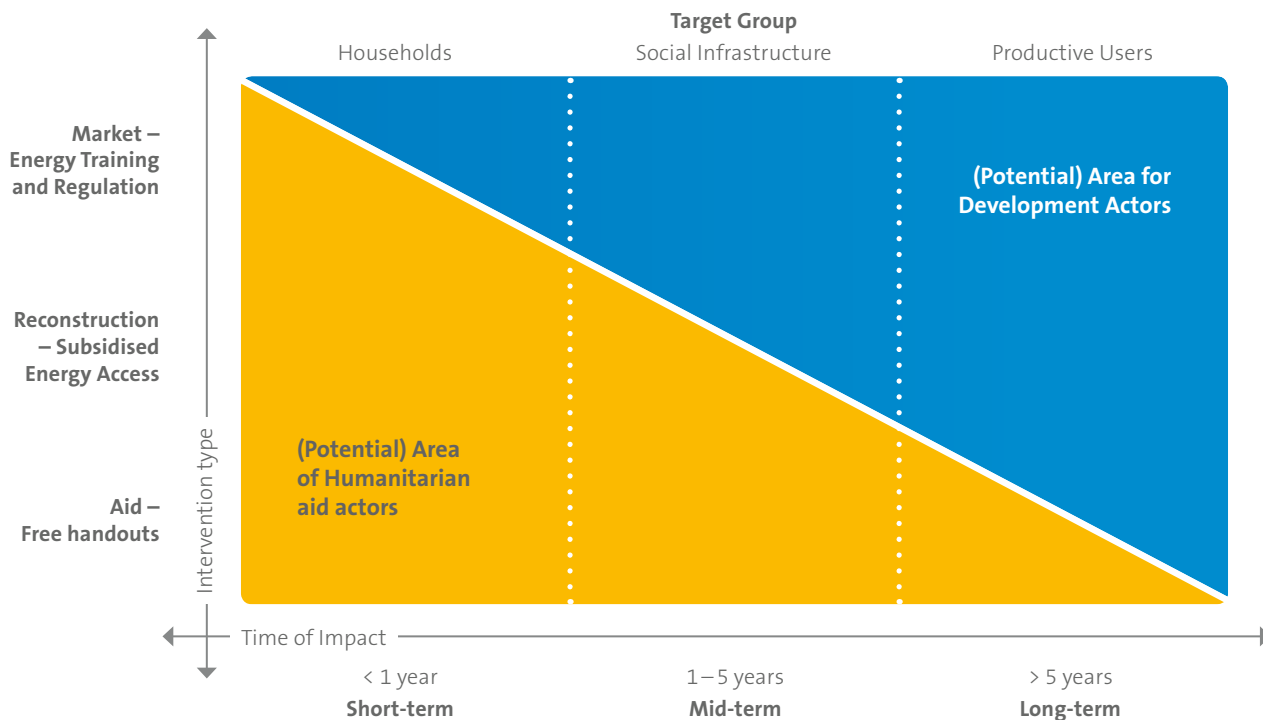 Target Group
Households
Social Infrastructure
Productive Users
Market –
Energy Training
and Regulation
(Potential) Area for
Development Actors
Reconstruction
– Subsidised
Energy Access
Intervention type
(Potential) Area
of Humanitarian
aid actors
Aid –
Free handouts
Time of Impact
< 1 year
1–5 years
> 5 years
Short-term
Mid-term
Long-term